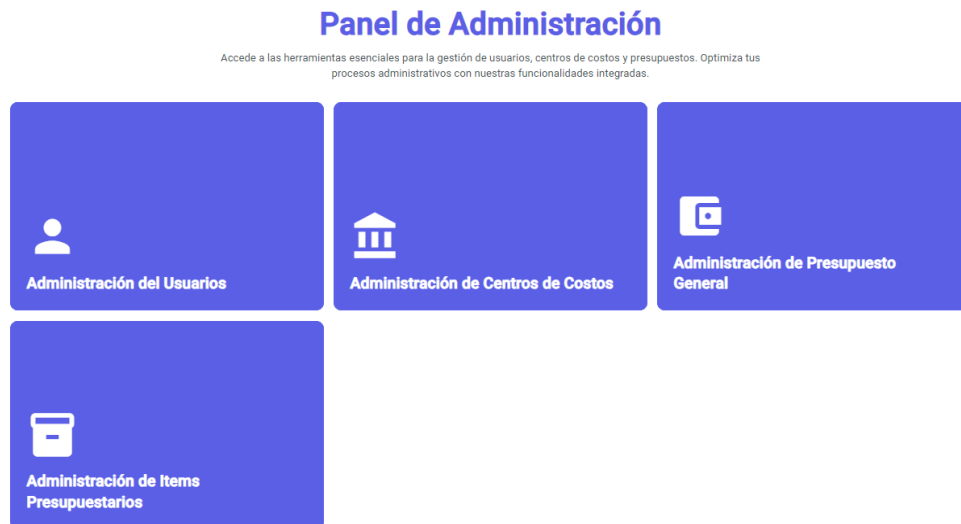 Panel de Administración
Accede a las herramientas esenciales para la gestión de usuarios, centros de costos y presupuestos. Optimiza tus
procesos administrativos con nuestras funcionalidades integradas.
Administración del Usuarios
Administración de Centros de Costos
Administración de Presupuesto
General
Administración de Items
Presupuestarios